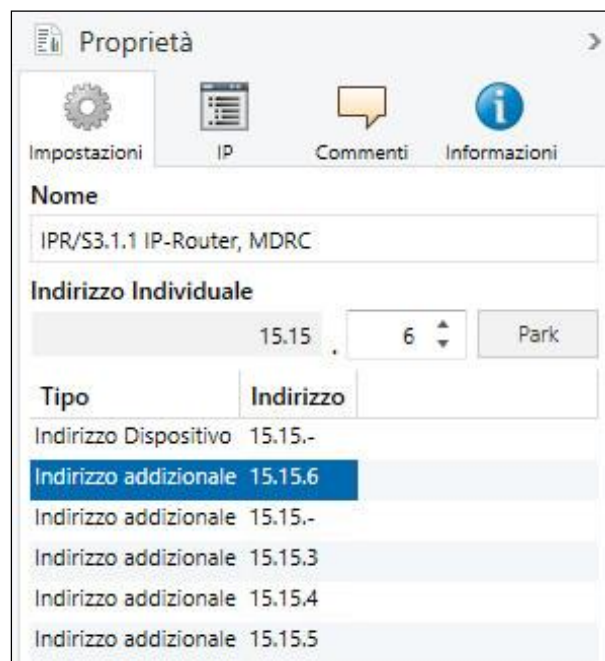 Proprietà
Impostazioni IP Commenti Informazioni
Nome
IPR/S3.1.1 IP-Router, MDRC
Indirizzo Individuale
15.15 . 6 Park
Tipo Indirizzo
Indirizzo Dispositivo 15.15.-
Indirizzo addizionale 15.15.6
Indirizzo addizionale 15.15.-
Indirizzo addizionale 15.15.3
Indirizzo addizionale 15.15.4
Indirizzo addizionale 15.15.5